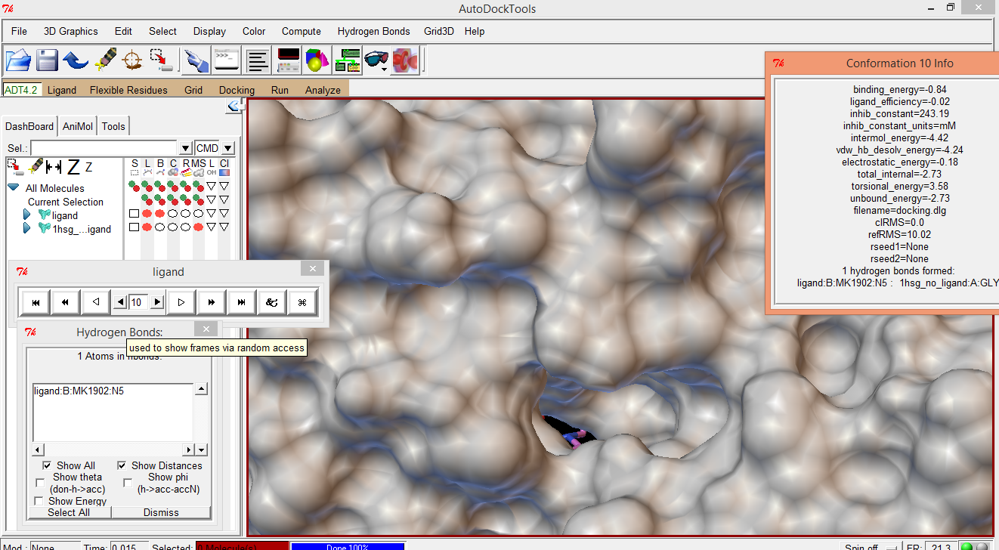 AutoDockTools
File 3D Graphics Edit Select Display Color Compute Hydrogen Bonds Grid3D Help
ADT4.2 Ligand Flexible Residues Grid Docking Run Analyze
DashBoard AniMol Tools
Sel.: CMD
S L B C R MS L Cl
Z Z
OH
All Molecules
Current Selection
ligand
1hsg_...igand
ligand
10
Hydrogen Bonds:
used to show frames via random access
1 Atoms in hbonds:
ligand:B:MK1902:N5
Show All Show Distances
Show theta Show phi
(don-h->acc) (h->acc-accN)
Show Energy
Select All Dismiss
Conformation 10 Info
binding_energy=-0.84
ligand_efficiency=-0.02
inhib_constant=243.19
inhib_constant_units=mM
intermol_energy=-4.42
vdw_hb_desolv_energy=-4.24
electrostatic_energy=-0.18
total_internal=-2.73
torsional_energy=3.58
unbound_energy=-2.73
filename=docking.dlg
clRMS=0.0
refRMS=10.02
rseed1=None
rseed2=None
1 hydrogen bonds formed:
ligand:B:MK1902:N5 : 1hsg_no_ligand:A:GLY
Mod.: None Time: 0.015 Selected: 0 Molecule(s) Done 100% Spin off FR: 21.3